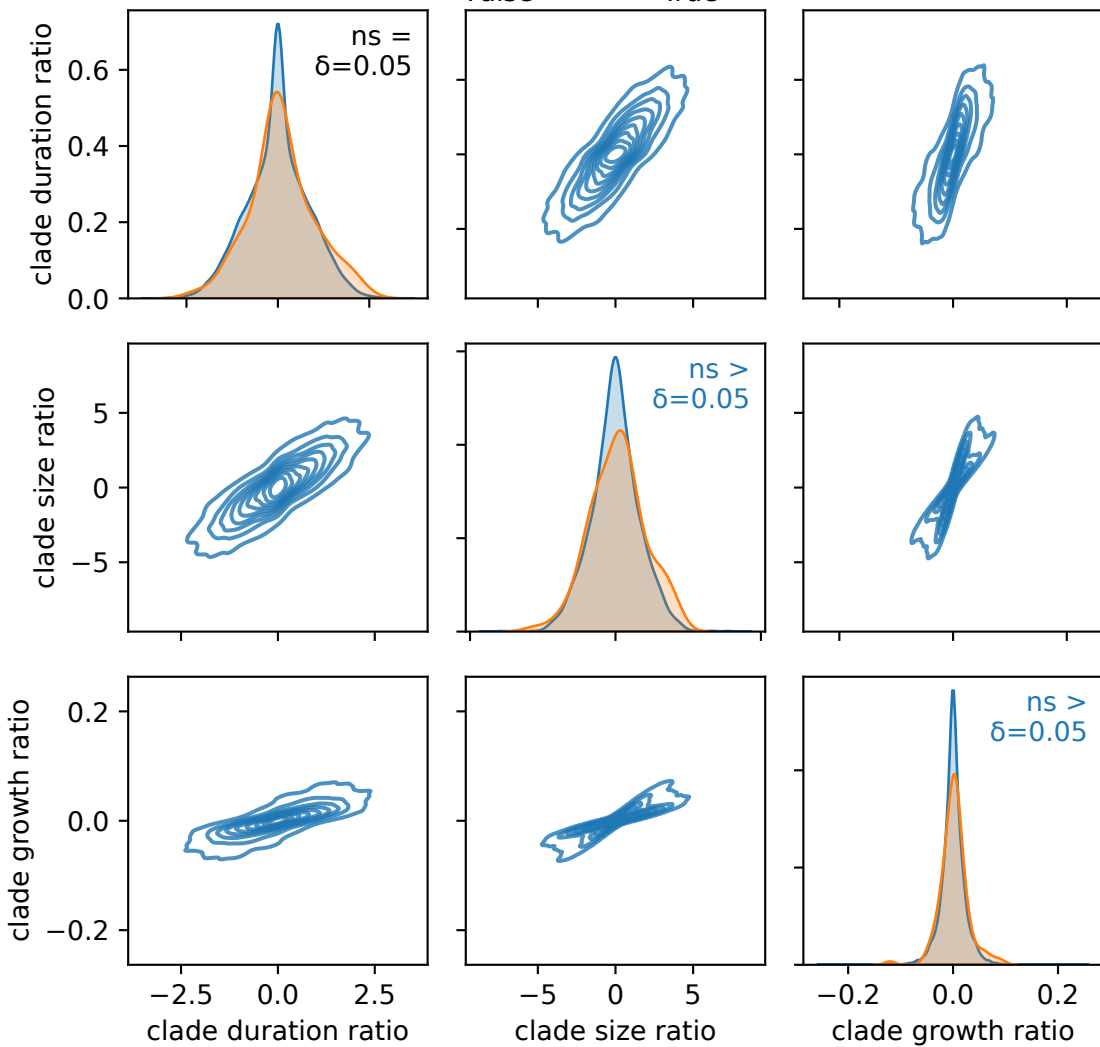 clade duration ratio
0.6
0.4
0.2
0.0
ns =
δ=0.05
clade size ratio
5
0
−5
ns >
δ=0.05
clade growth ratio
0.2
0.0
−0.2
ns >
δ=0.05
−2.5 0.0 2.5
−5 0 5
−0.2 0.0 0.2
clade duration ratio
clade size ratio
clade growth ratio